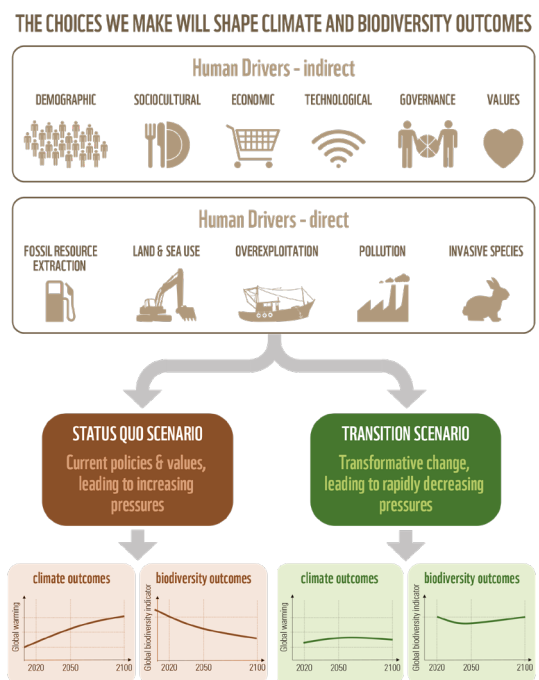 THE CHOICES WE MAKE WILL SHAPE CLIMATE AND BIODIVERSITY OUTCOMES
Human Drivers - indirect
DEMOGRAPHIC
SOCIOCULTURAL
ECONOMIC
TECHNOLOGICAL
GOVERNANCE
VALUES
Human Drivers - direct
FOSSIL RESOURCE
EXTRACTION
LAND & SEA USE
OVEREXPLOITATION
POLLUTION
INVASIVE SPECIES
STATUS QUO SCENARIO
Current policies & values,
leading to increasing
pressures
TRANSITION SCENARIO
Transformative change,
leading to rapidly decreasing
pressures
climate outcomes
Global warming
2020 2050 2100
biodiversity outcomes
Global biodiversity indicator
2020 2050 2100
climate outcomes
Global warming
2020 2050 2100
biodiversity outcomes
Global biodiversity indicator
2020 2050 2100